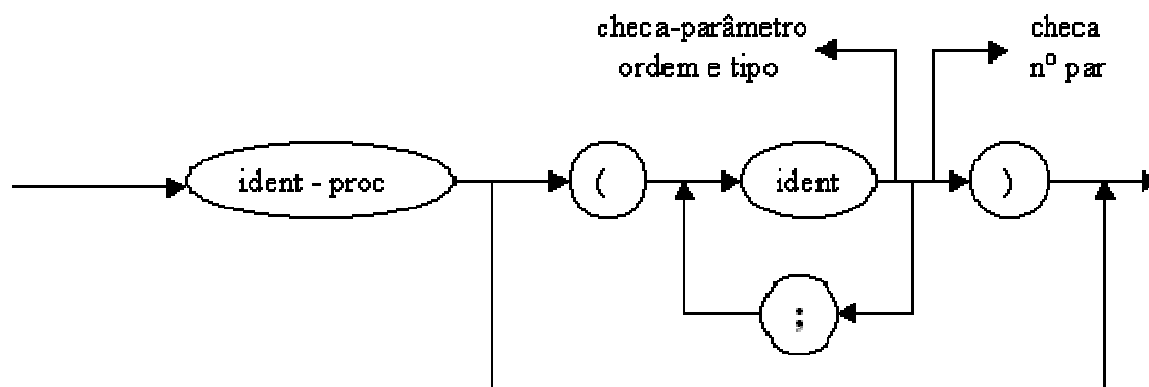 checa-parâmetro
ordem e tipo
checa
nº par
ident - proc
(
ident
)
;